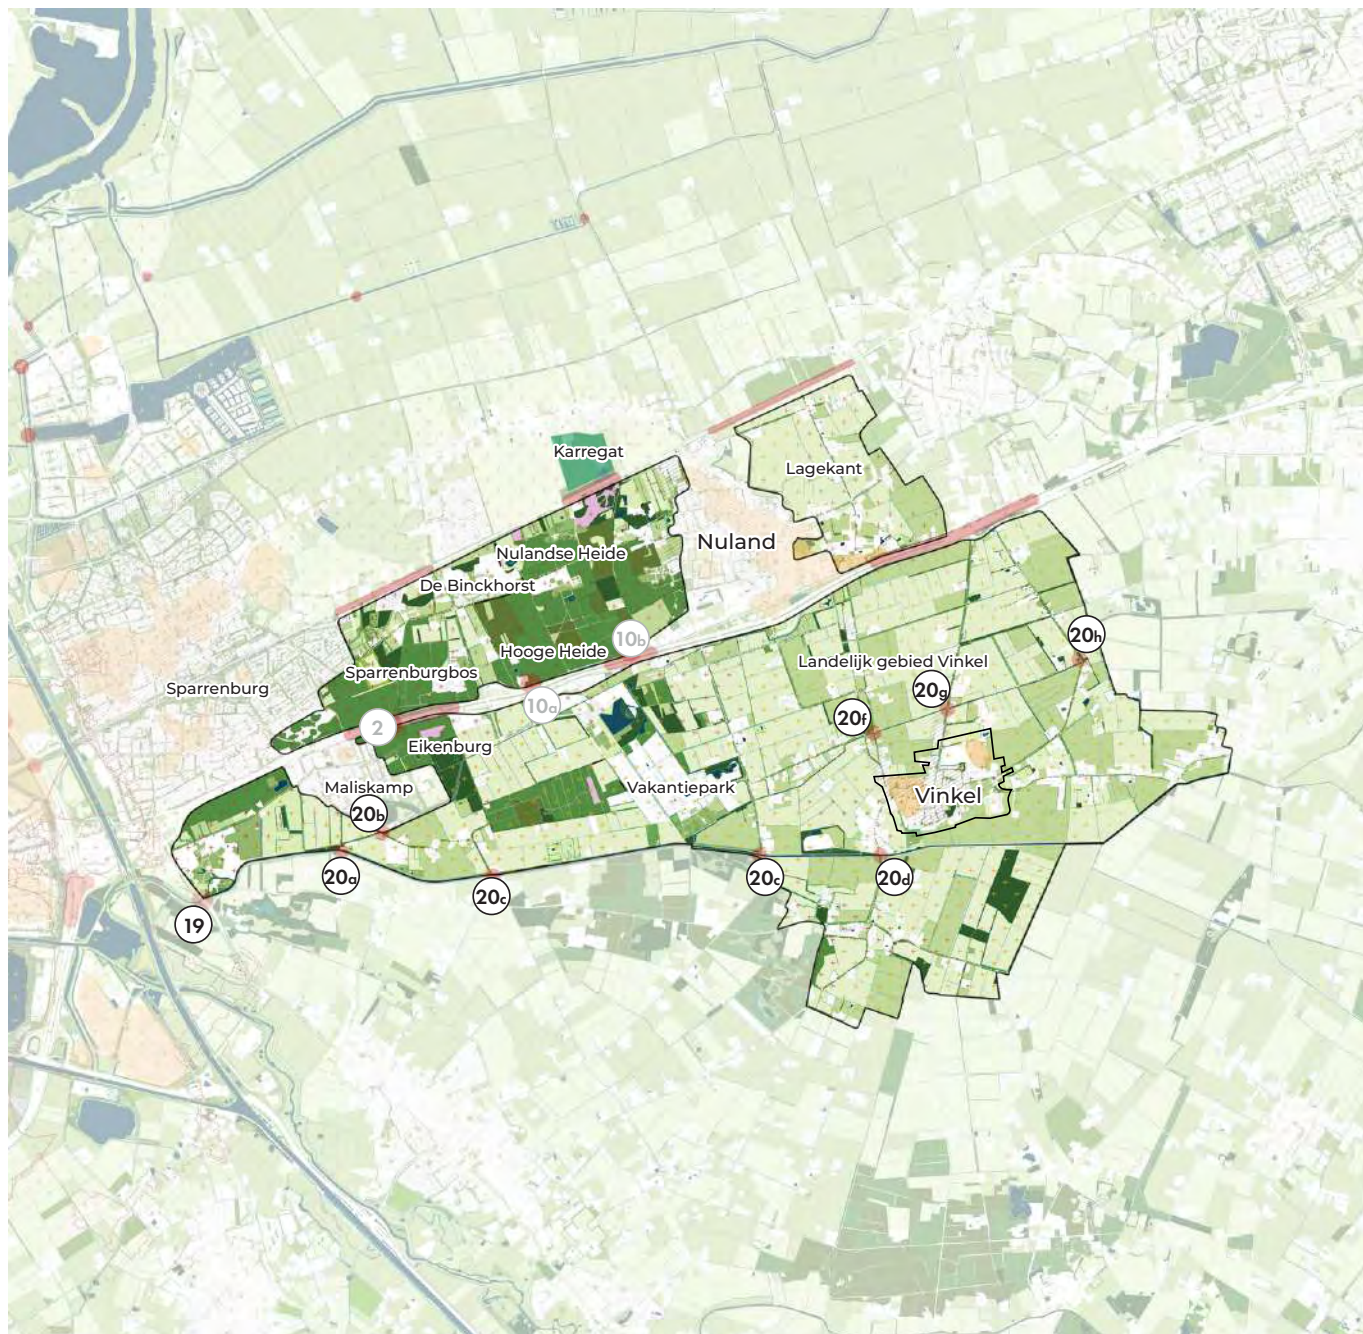 Karregat
Lagekant
Nuland
Nulandse Heide
De Binckhorst
10b
20h
Hooge Heide
Landelijk gebied Vinkel
Sparrenburgbos
Sparrenburg
20g
10a
20f
2
Eikenburg
Maliskamp
Vakantiepark
Vinkel
20b
20a
20c
20c
20d
19